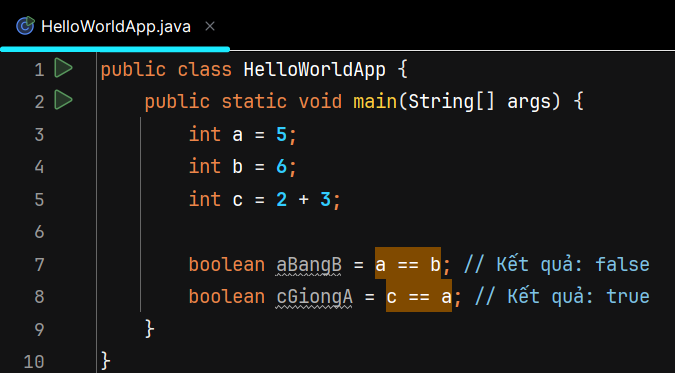 HelloWorldApp.java ×
1 public class HelloWorldApp {
2 public static void main(String[] args) {
3 int a = 5;
4 int b = 6;
5 int c = 2 + 3;
6
7 boolean aBangB = a == b; // Kết quả: false
8 boolean cGiongA = c == a; // Kết quả: true
9 }
10 }